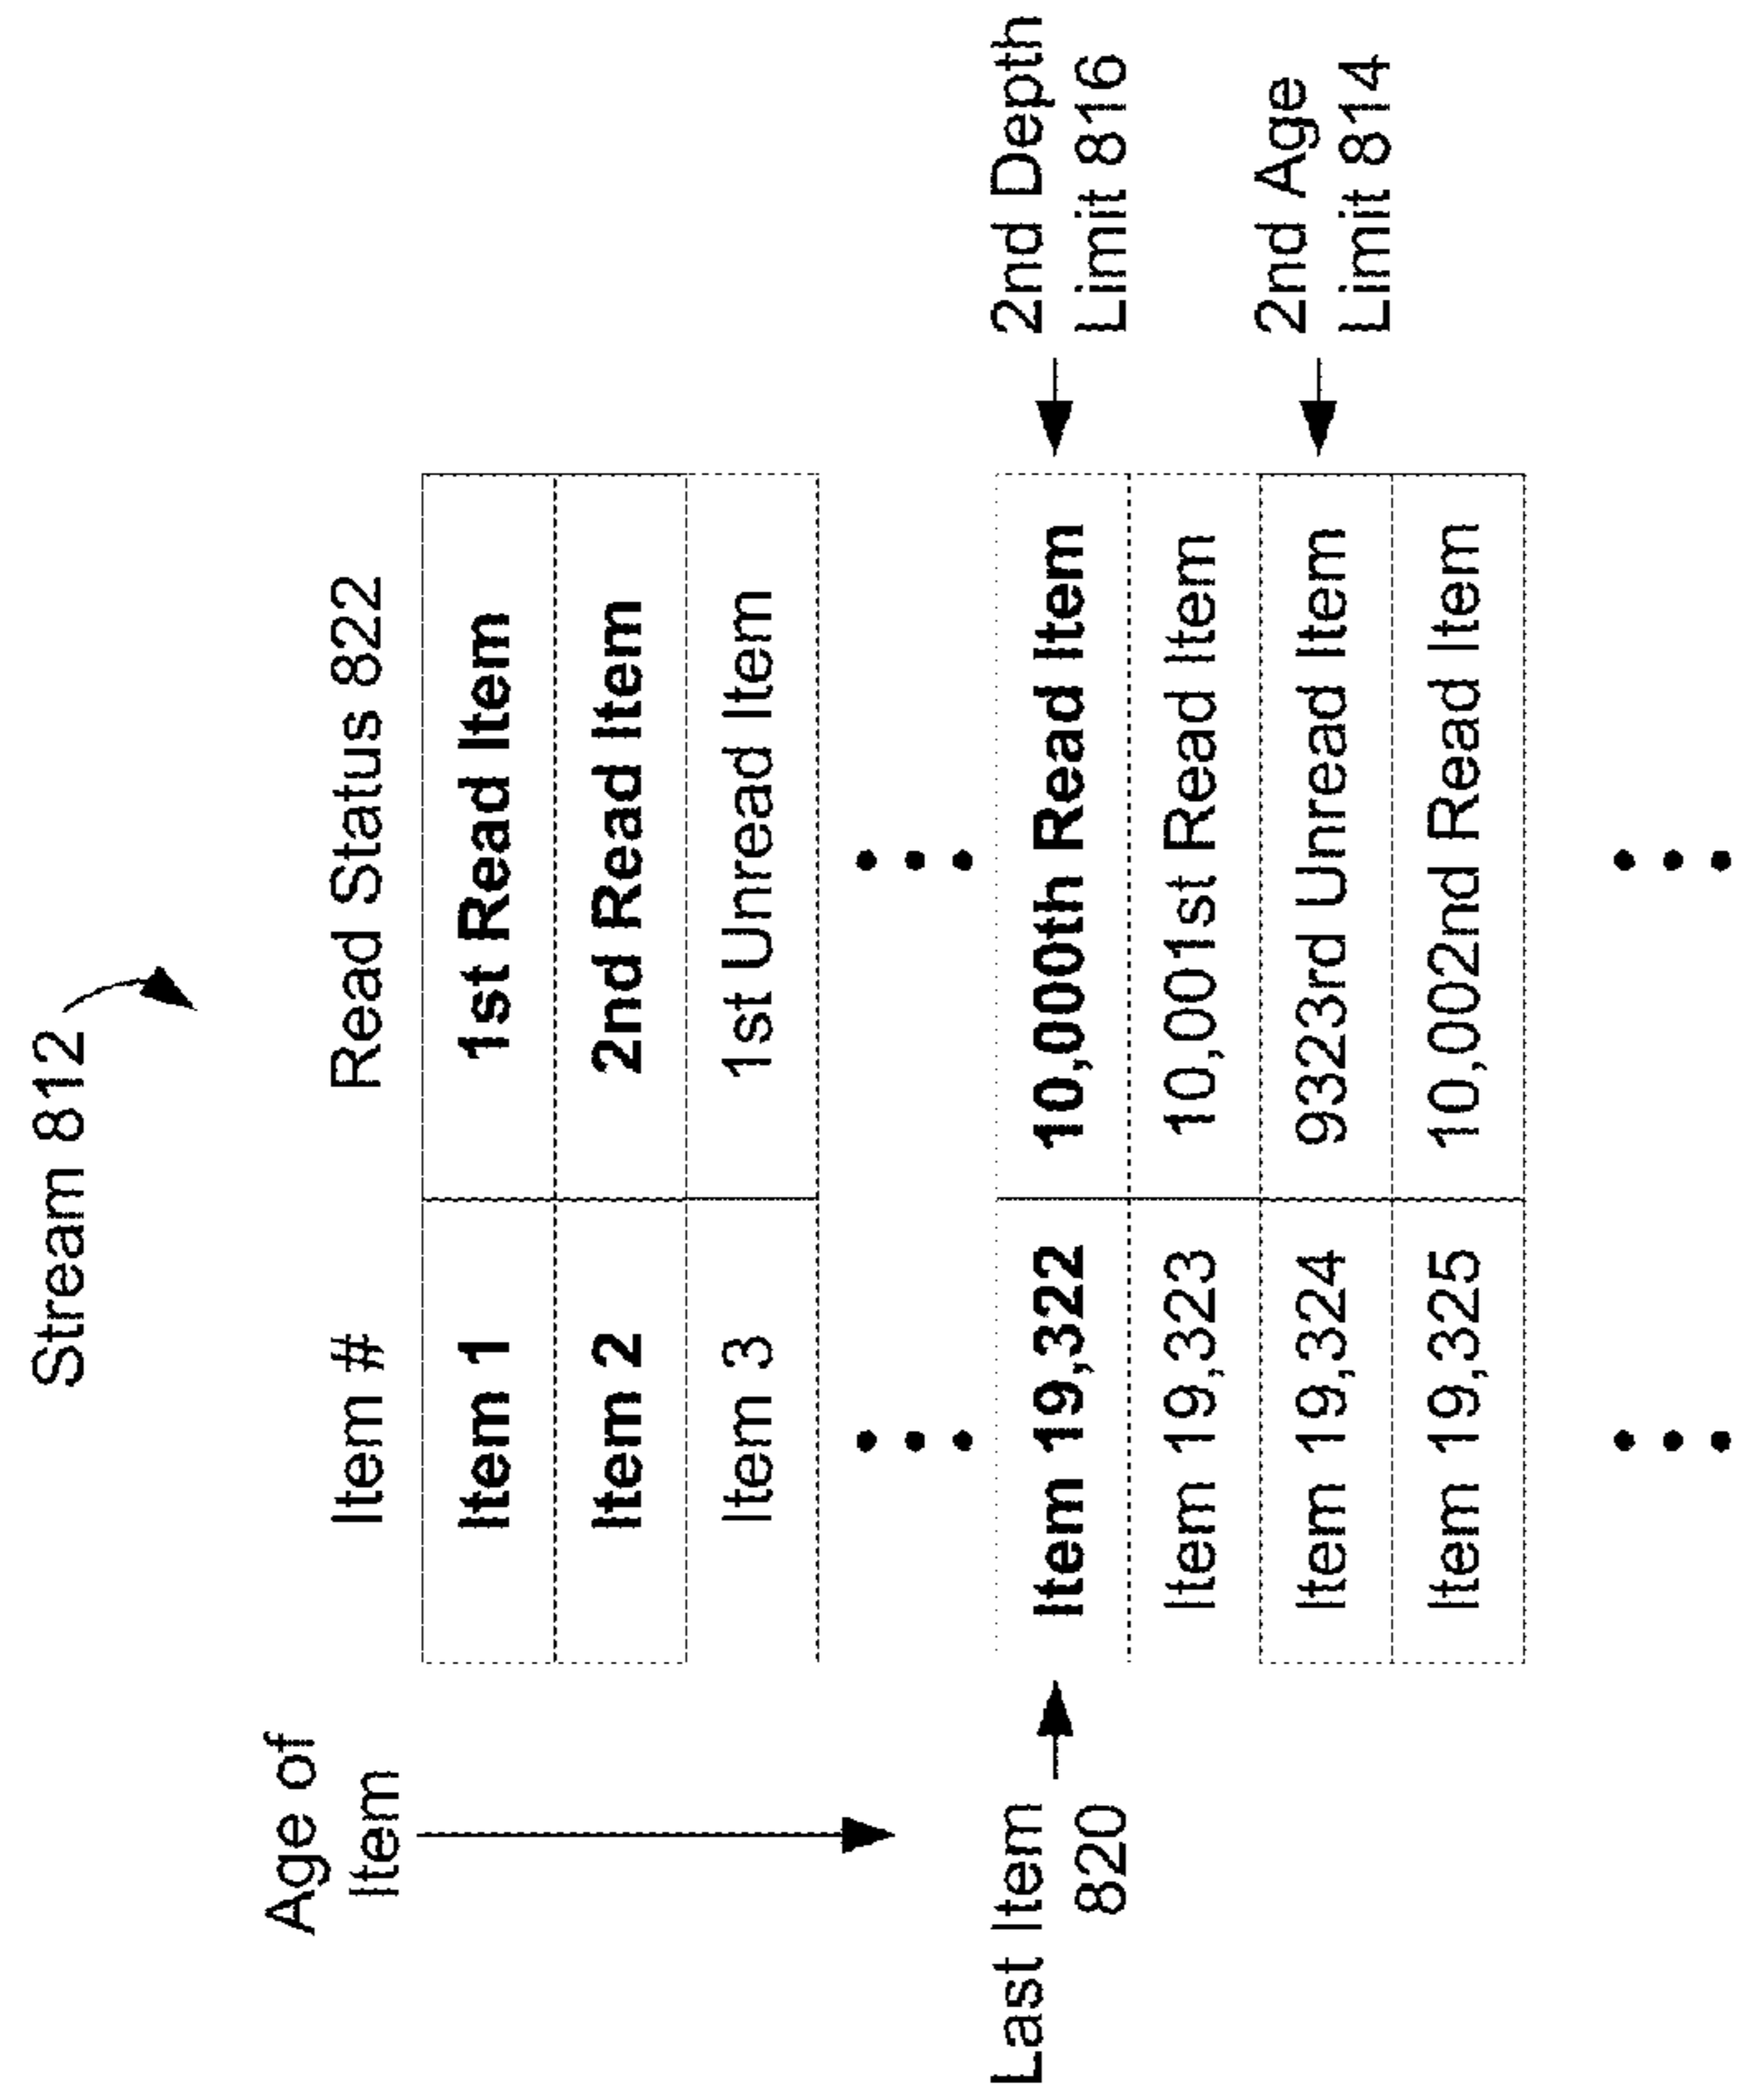 Stream 812
Age of
Item
Item # Read Status 822
Item 1 1st Read Item
Item 2 2nd Read Item
Item 3 1st Unread Item
Last Item
820
Item 19,322 10,000th Read Item
2nd Depth
Limit 816
Item 19,323 10,001st Read Item
Item 19,324 9323rd Unread Item
2nd Age
Limit 814
Item 19,325 10,002nd Read Item